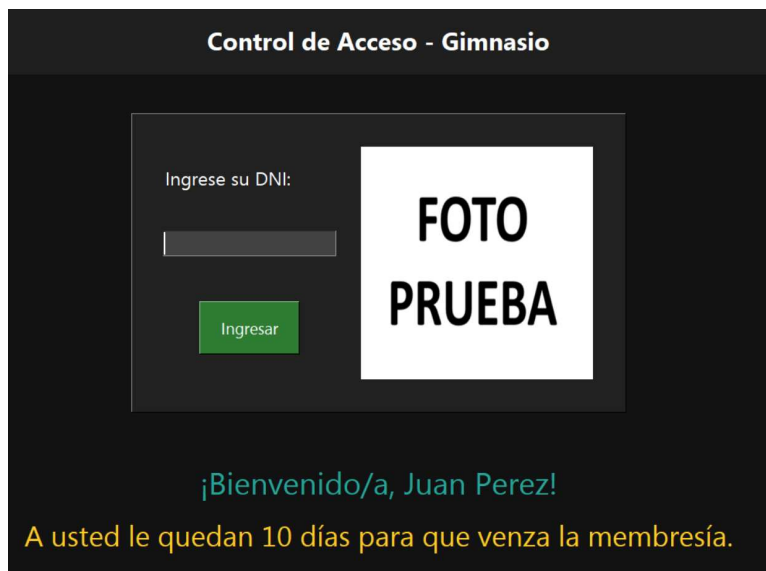 Control de Acceso - Gimnasio
Ingrese su DNI:
FOTO
PRUEBA
Ingresar
¡Bienvenido/a, Juan Perez!
A usted le quedan 10 días para que venza la membresía.